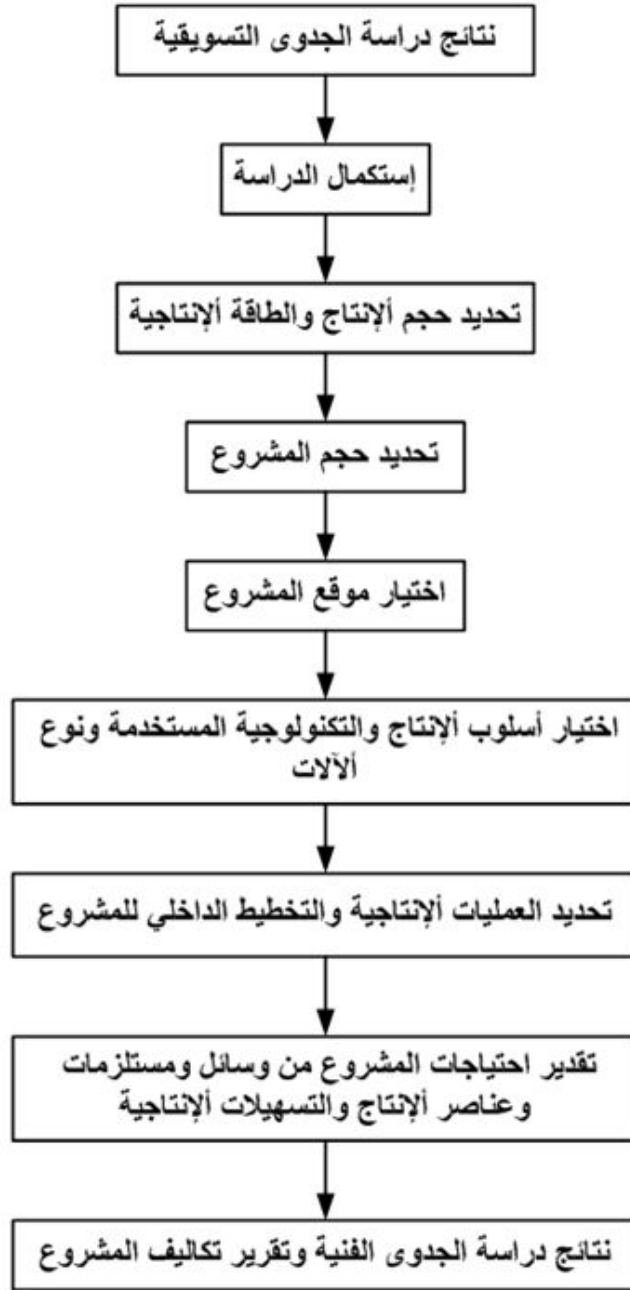 نتائج دراسة الجدوى التسويقية
إستكمال الدراسة
تحديد حجم ألإنتاج والطاقة ألإنتاجية
تحديد حجم المشروع
اختيار موقع المشروع
اختيار أسلوب ألإنتاج والتكنولوجية المستخدمة ونوع
ألآلات
تحديد العمليات ألإنتاجية والتخطيط الداخلي للمشروع
تقدير احتياجات المشروع من وسائل ومستلزمات
وعناصر ألإنتاج والتسهيلات ألإنتاجية
نتائج دراسة الجدوى الفنية وتقرير تكاليف المشروع